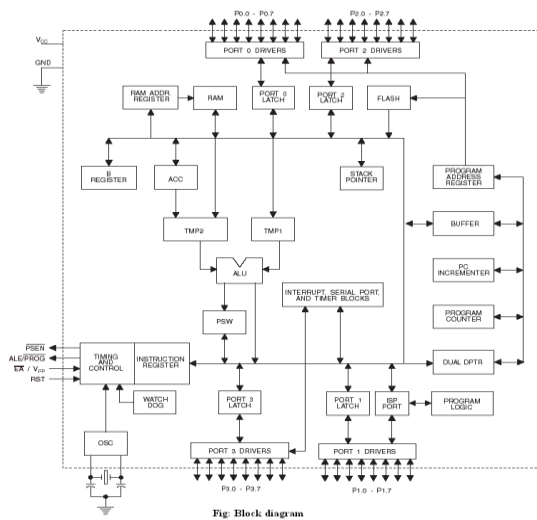 P0.0 - P0.7
P2.0 - P2.7
VCC
GND
PORT 0 DRIVERS
PORT 2 DRIVERS
RAM ADDR.
REGISTER
RAM
PORT 0
LATCH
PORT 2
LATCH
FLASH
B
REGISTER
ACC
STACK
POINTER
PROGRAM
ADDRESS
REGISTER
TMP2
TMP1
BUFFER
ALU
PC
INCREMENTER
INTERRUPT, SERIAL PORT,
AND TIMER BLOCKS
PSW
PROGRAM
COUNTER
PSEN
ALE/PROG
EA / VPP
RST
TIMING
AND
CONTROL
INSTRUCTION
REGISTER
DUAL DPTR
WATCH
DOG
PORT 3
LATCH
PORT 1
LATCH
ISP
PORT
PROGRAM
LOGIC
OSC
PORT 3 DRIVERS
PORT 1 DRIVERS
P3.0 - P3.7
P1.0 - P1.7
Fig: Block diagram